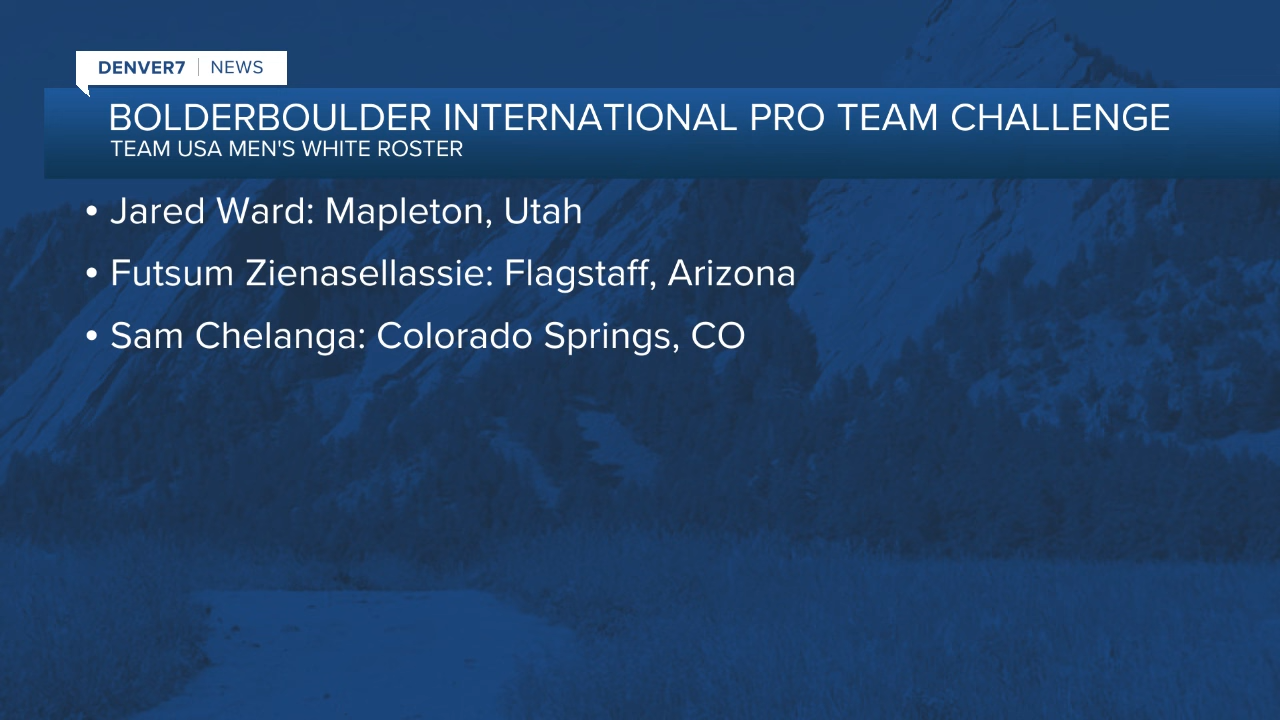 DENVER7 | NEWS
BOLDERBOULDER INTERNATIONAL PRO TEAM CHALLENGE
TEAM USA MEN'S WHITE ROSTER
• Jared Ward: Mapleton, Utah
• Futsum Zienasellassie: Flagstaff, Arizona
• Sam Chelanga: Colorado Springs, CO